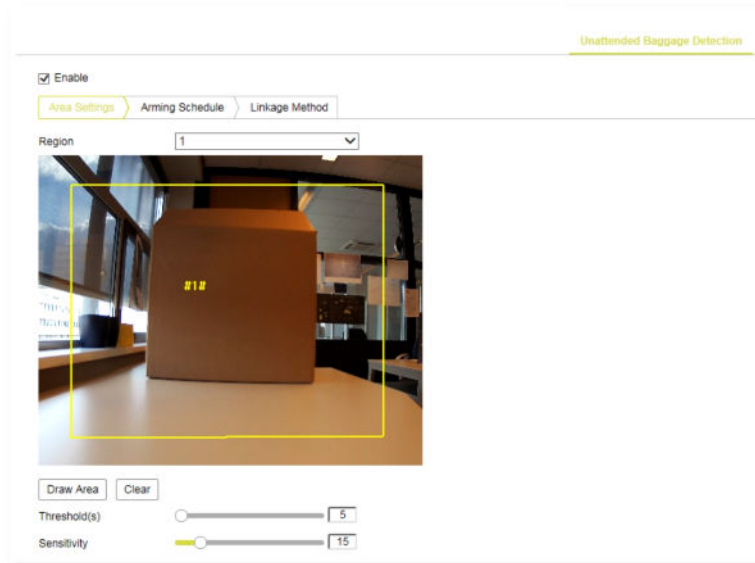 Unattended Baggage Detection
Enable
Area Settings Arming Schedule Linkage Method
Region 1
#1#
Draw Area Clear
Threshold(s) 5
Sensitivity 15